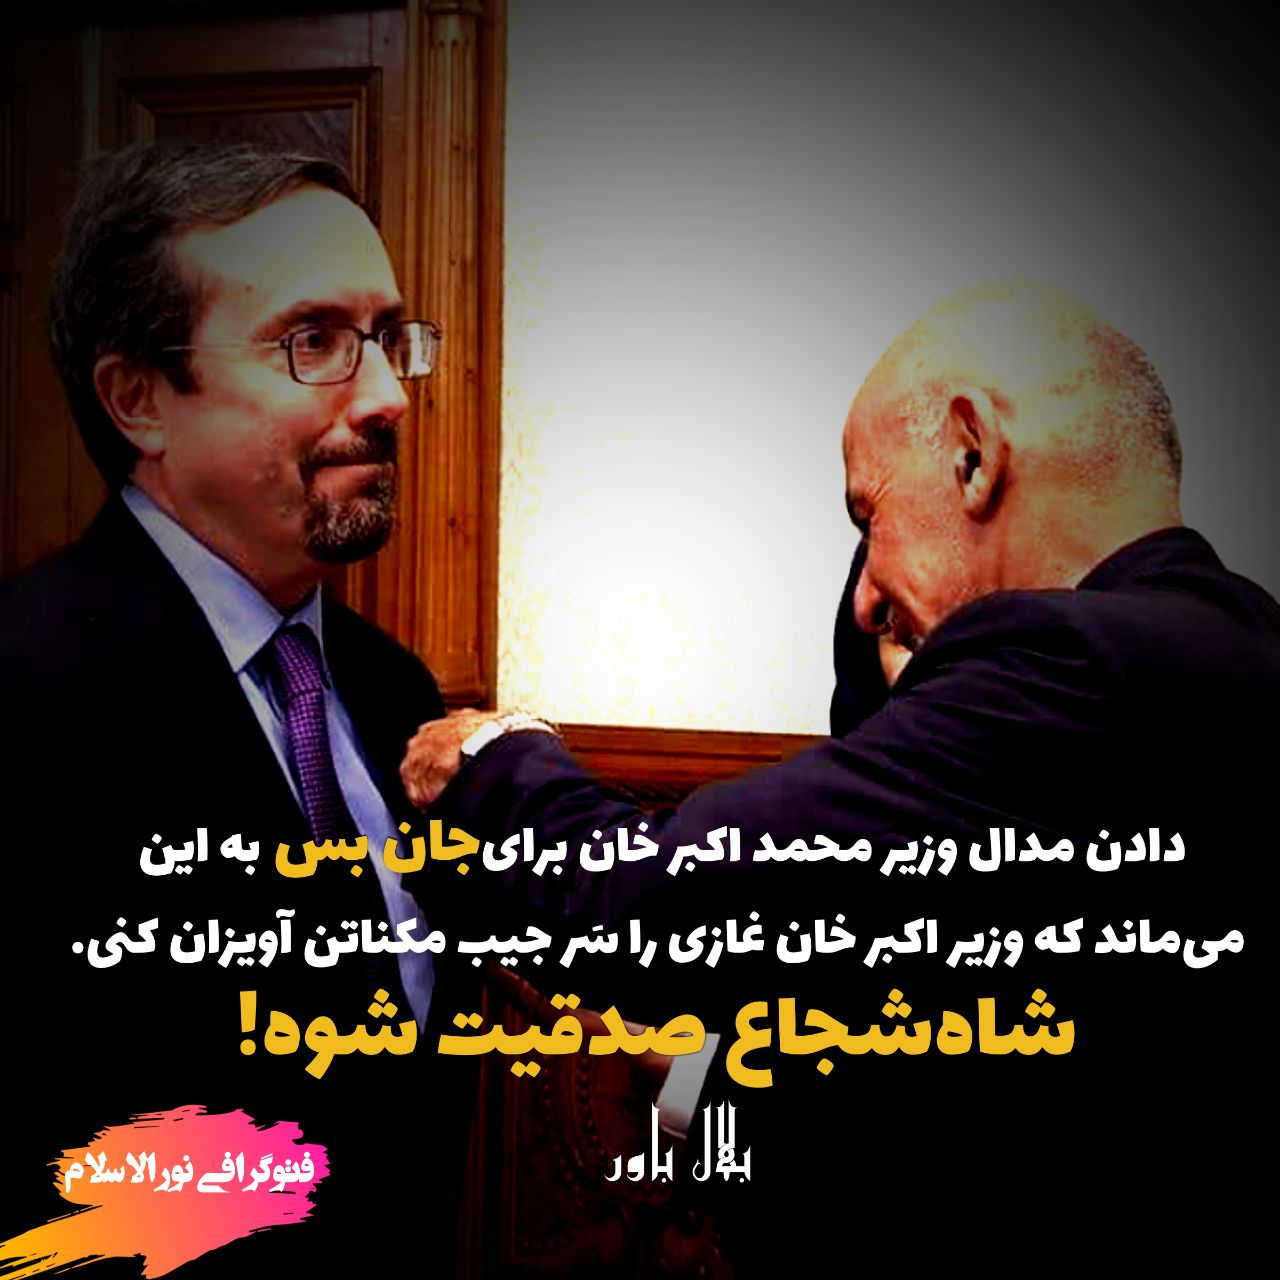 دادن مدال وزیر محمد اکبر خان برای جان بس به این
می‌ماند که وزیر اکبر خان غازی را سَر جیب مکناتن آویزان کنی.
شاه‌شجاع صدقیت شوه!
بلال باور
فتوگرافی نورالاسلام